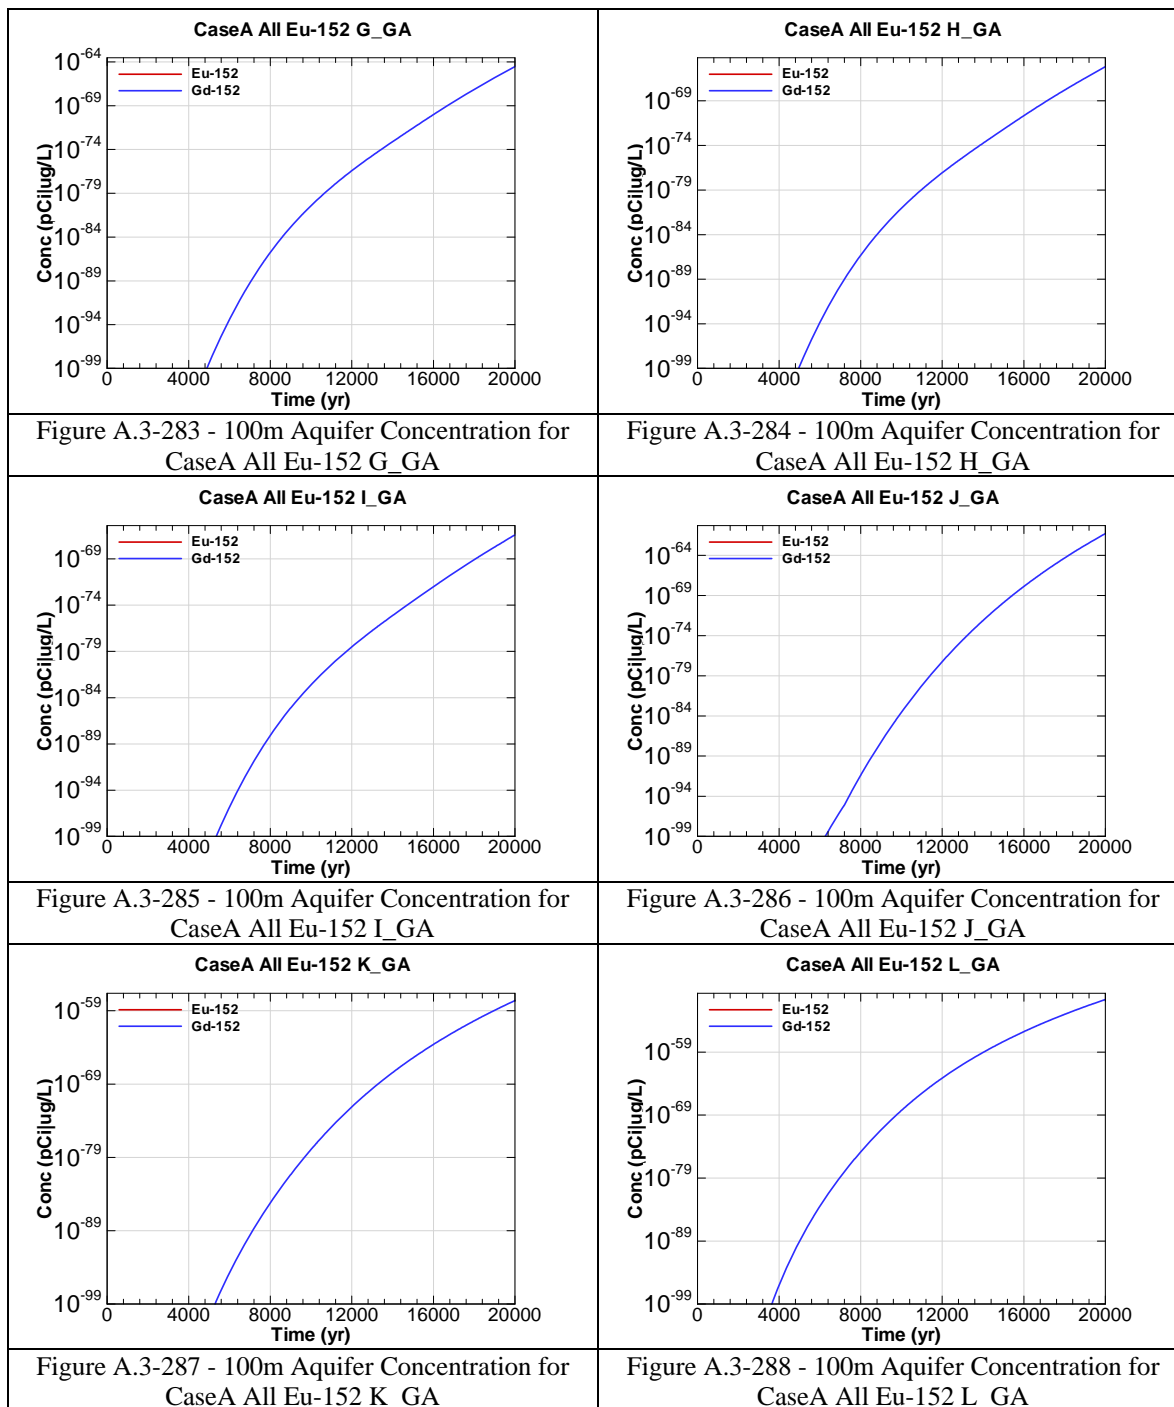 CaseA All Eu-152 G_GA
Conc (pCi|ug/L)
10-64
10-69
10-74
10-79
10-84
10-89
10-94
10-99
Eu-152
Gd-152
0 4000 8000 12000 16000 20000
Time (yr)
Figure A.3-283 - 100m Aquifer Concentration for
CaseA All Eu-152 G_GA
CaseA All Eu-152 H_GA
Conc (pCi|ug/L)
10-69
10-74
10-79
10-84
10-89
10-94
10-99
Eu-152
Gd-152
0 4000 8000 12000 16000 20000
Time (yr)
Figure A.3-284 - 100m Aquifer Concentration for
CaseA All Eu-152 H_GA
CaseA All Eu-152 I_GA
Conc (pCi|ug/L)
10-69
10-74
10-79
10-84
10-89
10-94
10-99
Eu-152
Gd-152
0 4000 8000 12000 16000 20000
Time (yr)
Figure A.3-285 - 100m Aquifer Concentration for
CaseA All Eu-152 I_GA
CaseA All Eu-152 J_GA
Conc (pCi|ug/L)
10-64
10-69
10-74
10-79
10-84
10-89
10-94
10-99
Eu-152
Gd-152
0 4000 8000 12000 16000 20000
Time (yr)
Figure A.3-286 - 100m Aquifer Concentration for
CaseA All Eu-152 J_GA
CaseA All Eu-152 K_GA
Conc (pCi|ug/L)
10-59
10-69
10-79
10-89
10-99
Eu-152
Gd-152
0 4000 8000 12000 16000 20000
Time (yr)
Figure A.3-287 - 100m Aquifer Concentration for
CaseA All Eu-152 K_GA
CaseA All Eu-152 L_GA
Conc (pCi|ug/L)
10-59
10-69
10-79
10-89
10-99
Eu-152
Gd-152
0 4000 8000 12000 16000 20000
Time (yr)
Figure A.3-288 - 100m Aquifer Concentration for
CaseA All Eu-152 L_GA